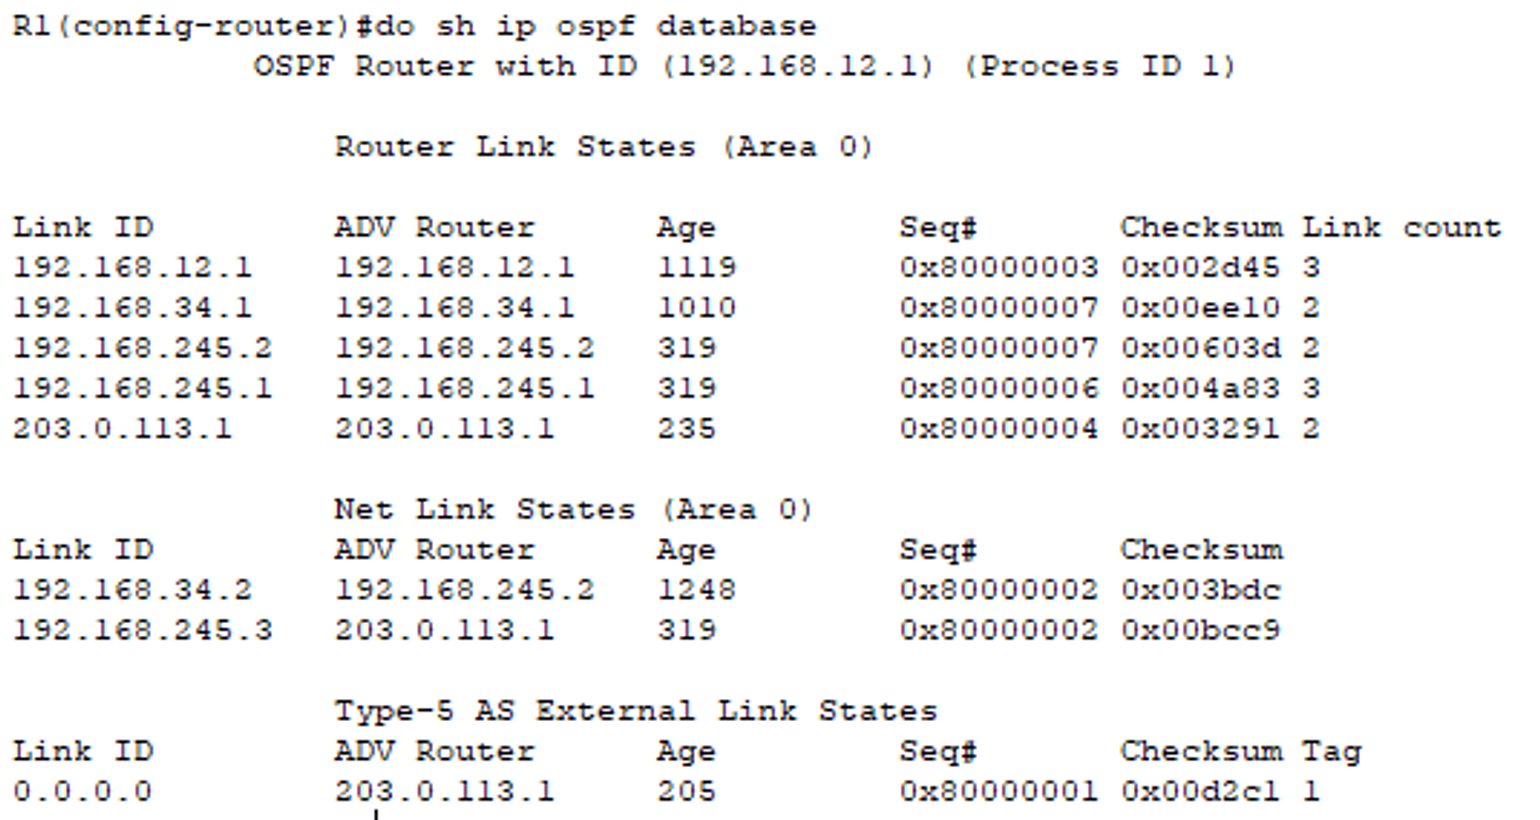 R1(config-router)#do sh ip ospf database
OSPF Router with ID (192.168.12.1) (Process ID 1)
Router Link States (Area 0)
Link ID ADV Router Age Seq# Checksum Link count
192.168.12.1 192.168.12.1 1119 0x80000003 0x002d45 3
192.168.34.1 192.168.34.1 1010 0x80000007 0x00ee10 2
192.168.245.2 192.168.245.2 319 0x80000007 0x00603d 2
192.168.245.1 192.168.245.1 319 0x80000006 0x004a83 3
203.0.113.1 203.0.113.1 235 0x80000004 0x003291 2
Net Link States (Area 0)
Link ID ADV Router Age Seq# Checksum
192.168.34.2 192.168.245.2 1248 0x80000002 0x003bdc
192.168.245.3 203.0.113.1 319 0x80000002 0x00bcc9
Type-5 AS External Link States
Link ID ADV Router Age Seq# Checksum Tag
0.0.0.0 203.0.113.1 205 0x80000001 0x00d2c1 1